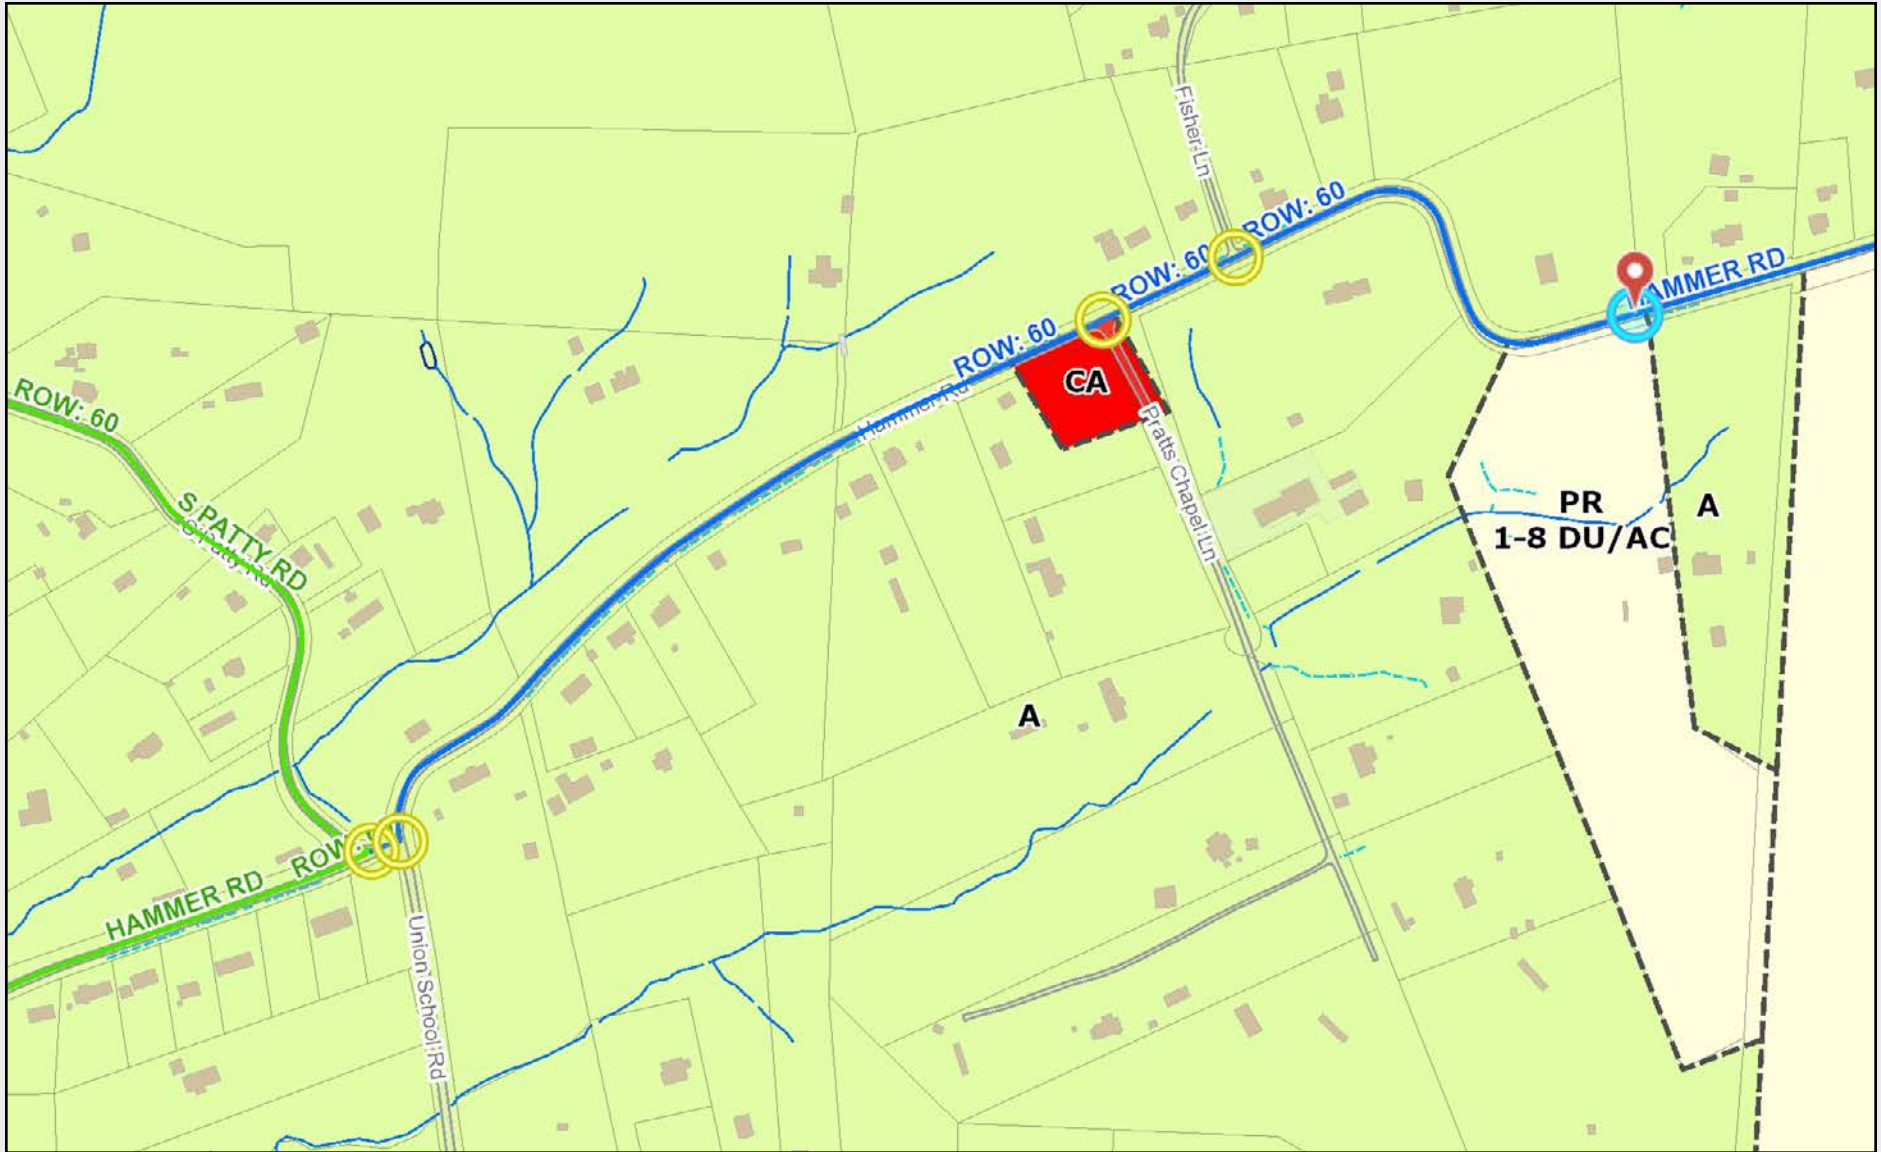 Fisher Ln
ROW: 60
ROW: 60
HAMMER RD
ROW: 60
CA
Hammer Rd
ROW: 60
Pratts Chapel Ln
S PATTY RD
S Patty Rd
PR
1-8 DU/AC
A
A
ROW:
HAMMER RD
Union School Rd